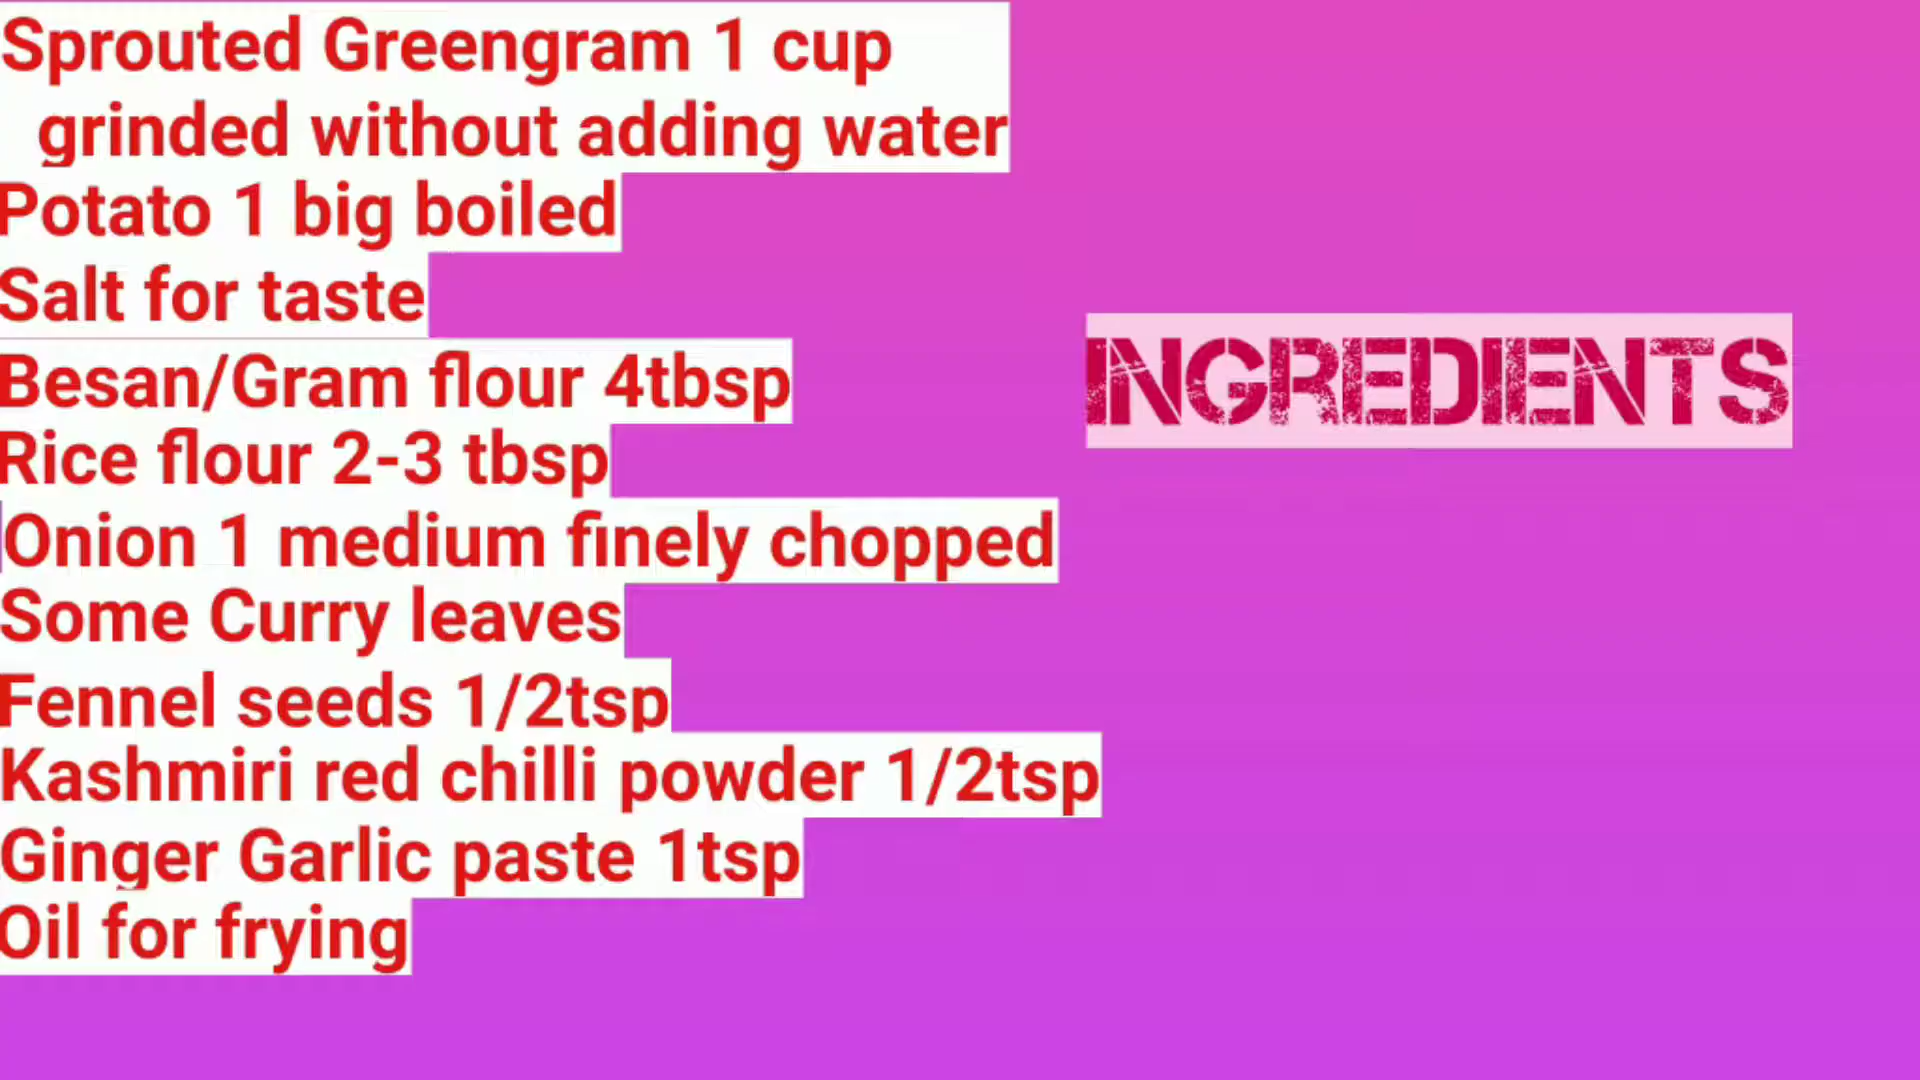 Sprouted Greengram 1 cup
grinded without adding water
Potato 1 big boiled
Salt for taste
Besan/Gram flour 4tbsp
Rice flour 2-3 tbsp
Onion 1 medium finely chopped
Some Curry leaves
Fennel seeds 1/2tsp
Kashmiri red chilli powder 1/2tsp
Ginger Garlic paste 1tsp
Oil for frying
INGREDIENTS